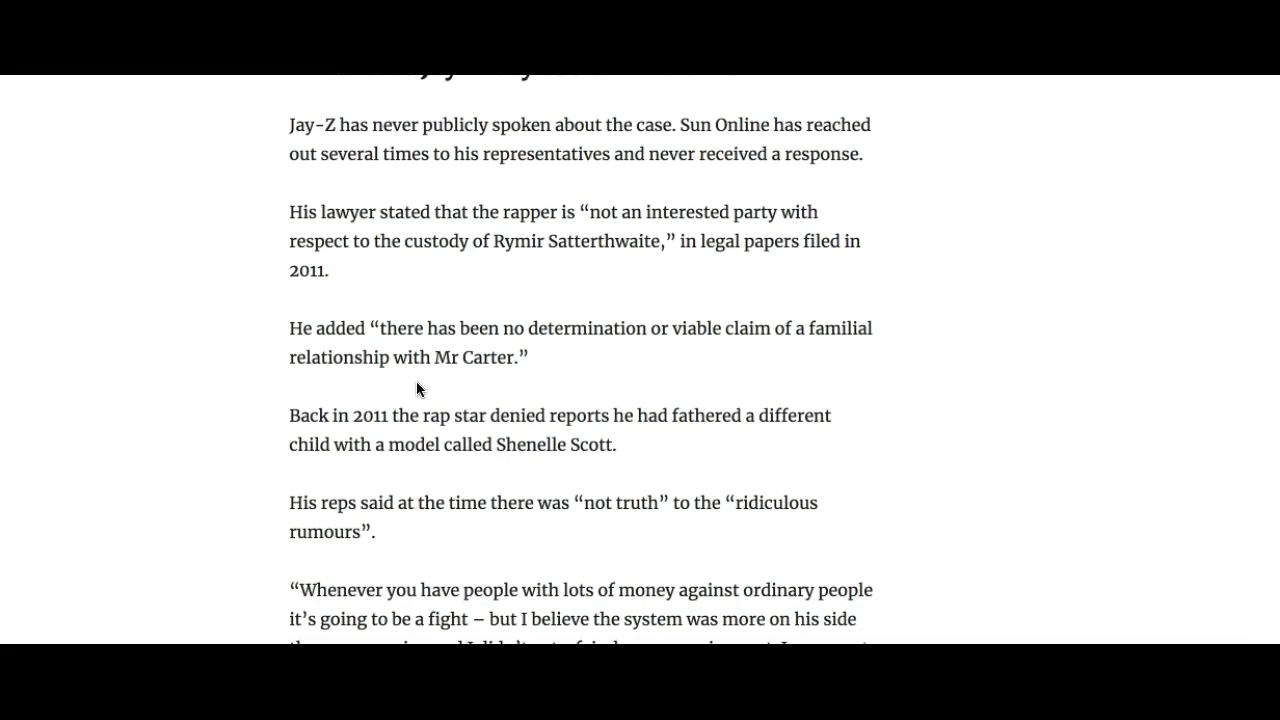 Jay-Z has never publicly spoken about the case. Sun Online has reached
out several times to his representatives and never received a response.
His lawyer stated that the rapper is “not an interested party with
respect to the custody of Rymir Satterthwaite,” in legal papers filed in
2011.
He added “there has been no determination or viable claim of a familial
relationship with Mr Carter.”
Back in 2011 the rap star denied reports he had fathered a different
child with a model called Shenelle Scott.
His reps said at the time there was “not truth” to the “ridiculous
rumours”.
“Whenever you have people with lots of money against ordinary people
it’s going to be a fight – but I believe the system was more on his side